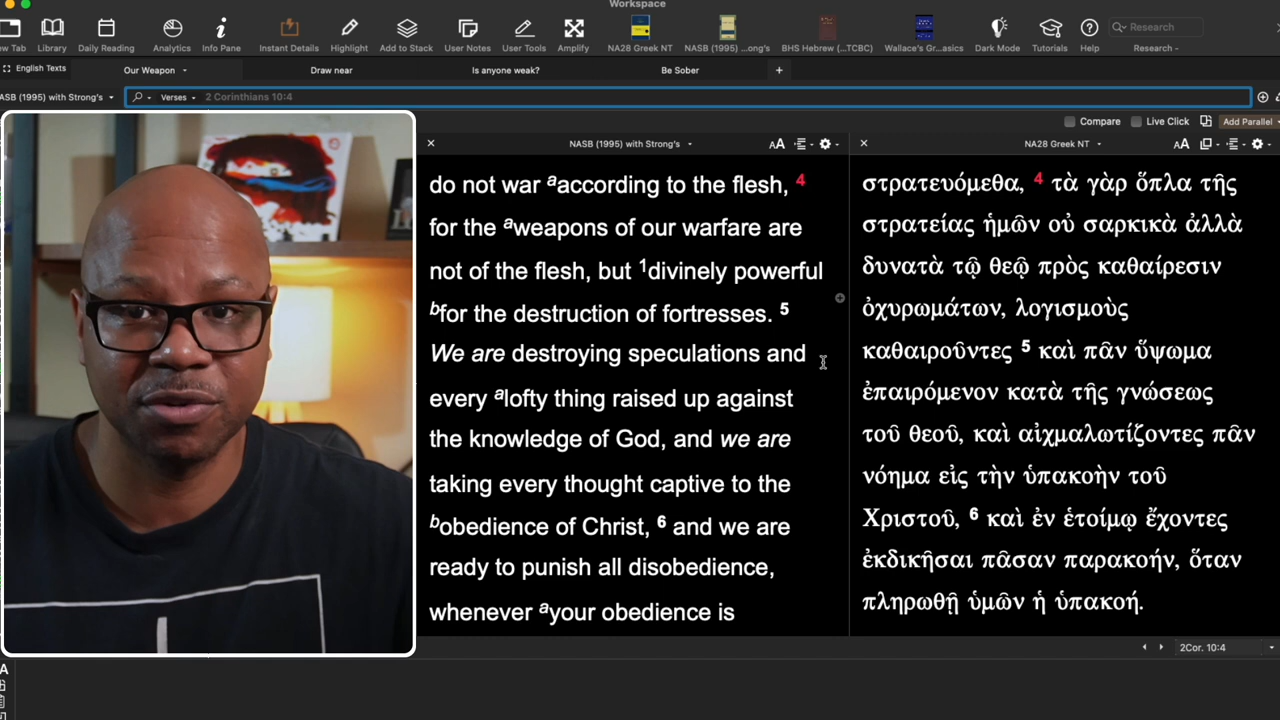 Workspace
ew Tab
Library
Daily Reading
Analytics
Info Pane
Instant Details
Highlight
Add to Stack
User Notes
User Tools
Amplify
NA28 Greek NT
NASB (1995) ...ong's
BHS Hebrew (...TCBC)
Wallace's Gr...asics
Dark Mode
Tutorials
Help
Research
Research
English Texts
Our Weapon
Draw near
Is anyone weak?
Be Sober
ASB (1995) with Strong's
Verses
2 Corinthians 10:4
Compare
Live Click
Add Parallel
NASB (1995) with Strong's
do not war aaccording to the flesh, 4
for the aweapons of our warfare are
not of the flesh, but 1divinely powerful
bfor the destruction of fortresses. 5
We are destroying speculations and
every alofty thing raised up against
the knowledge of God, and we are
taking every thought captive to the
bobedience of Christ, 6 and we are
ready to punish all disobedience,
whenever ayour obedience is
NA28 Greek NT
στρατευόμεθα, 4 τὰ γὰρ ὅπλα τῆς
στρατείας ἡμῶν οὐ σαρκικὰ ἀλλὰ
δυνατὰ τῷ θεῷ πρὸς καθαίρεσιν
ὀχυρωμάτων, λογισμοὺς
καθαιροῦντες 5 καὶ πᾶν ὕψωμα
ἐπαιρόμενον κατὰ τῆς γνώσεως
τοῦ θεοῦ, καὶ αἰχμαλωτίζοντες πᾶν
νόημα εἰς τὴν ὑπακοὴν τοῦ
Χριστοῦ, 6 καὶ ἐν ἑτοίμῳ ἔχοντες
ἐκδικῆσαι πᾶσαν παρακοήν, ὅταν
πληρωθῇ ὑμῶν ἡ ὑπακοή.
2Cor. 10:4